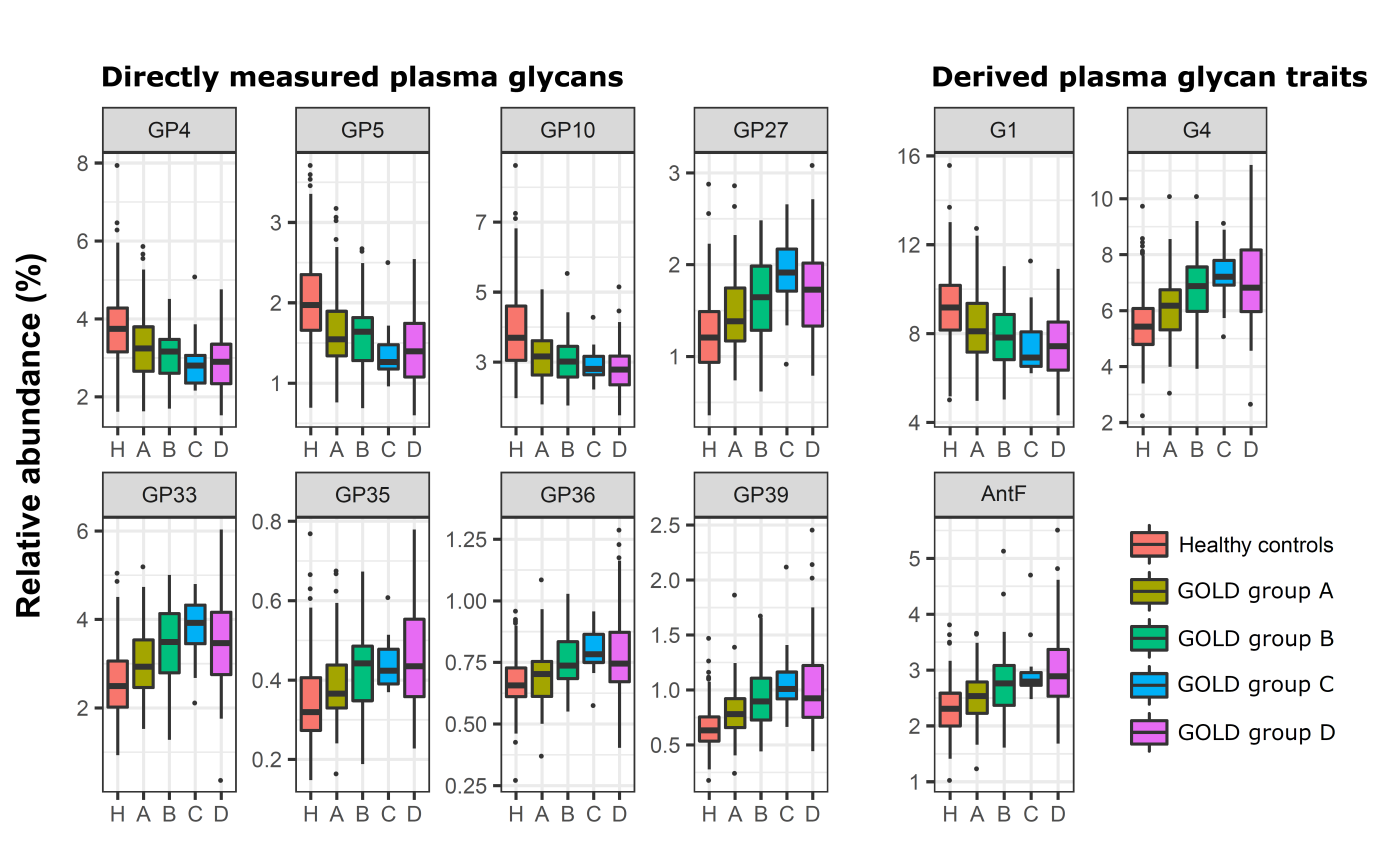 Directly measured plasma glycans
Derived plasma glycan traits
Relative abundance (%)
GP4
8
6
4
2
H A B C D
GP5
3
2
1
H A B C D
GP10
7
5
3
H A B C D
GP27
3
2
1
H A B C D
G1
16
12
8
4
H A B C D
G4
10
8
6
4
2
H A B C D
GP33
6
4
2
H A B C D
GP35
0.8
0.6
0.4
0.2
H A B C D
GP36
1.25
1.00
0.75
0.50
0.25
H A B C D
GP39
2.5
2.0
1.5
1.0
0.5
H A B C D
AntF
5
4
3
2
1
H A B C D
Healthy controls
GOLD group A
GOLD group B
GOLD group C
GOLD group D